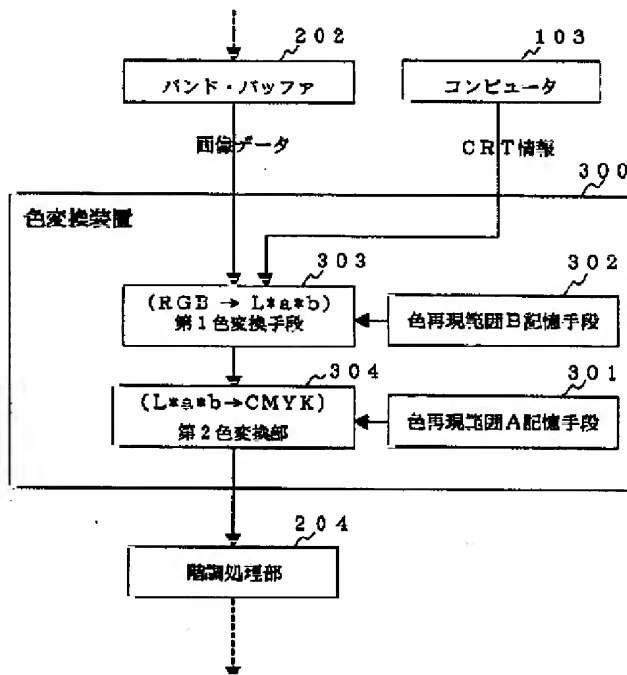 202
バンド・バッファ
103
コンピュータ
画像データ
CRT情報
300
色変換装置
303
(RGB → L*a*b)
第1色変換手段
302
色再現範囲B記憶手段
304
(L*a*b→CMYK)
第2色変換部
301
色再現範囲A記憶手段
204
階調処理部